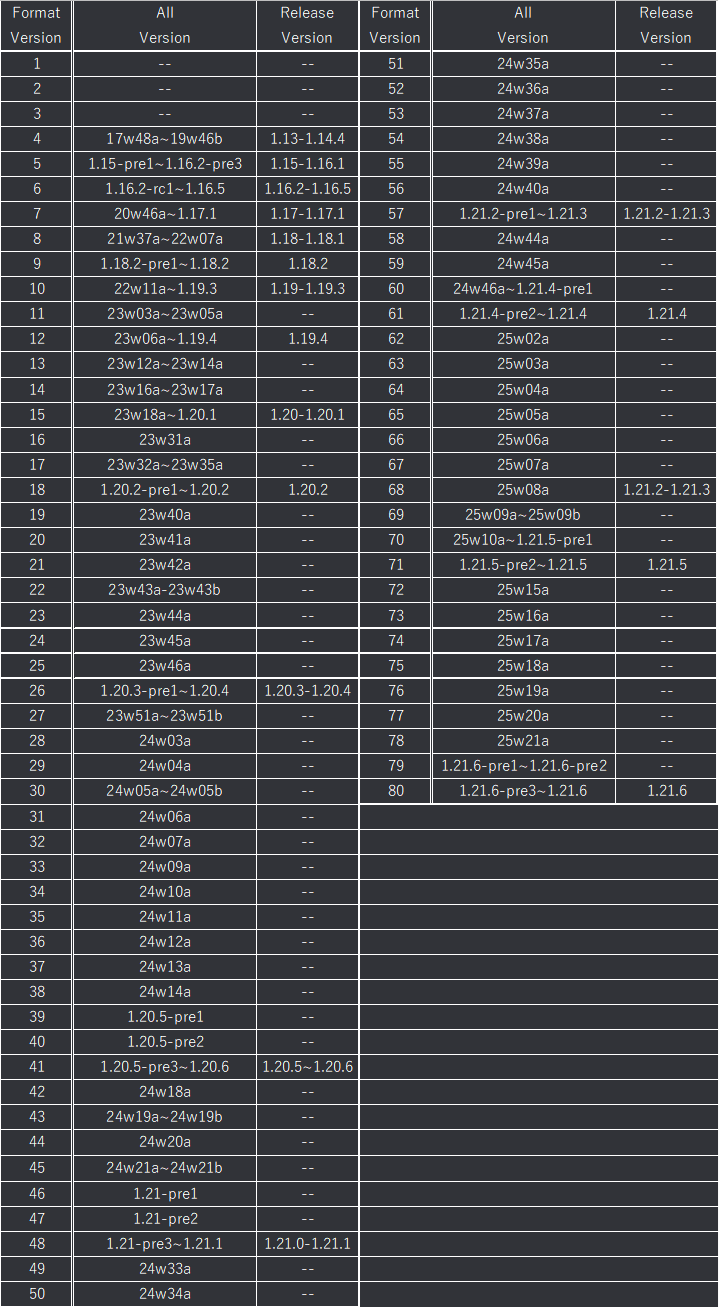 Format All Release Format All Release
Version Version Version Version Version Version
1 -- -- 51 24w35a --
2 -- -- 52 24w36a --
3 -- -- 53 24w37a --
4 17w48a~19w46b 1.13-1.14.4 54 24w38a --
5 1.15-pre1~1.16.2-pre3 1.15-1.16.1 55 24w39a --
6 1.16.2-rc1~1.16.5 1.16.2-1.16.5 56 24w40a --
7 20w46a~1.17.1 1.17-1.17.1 57 1.21.2-pre1~1.21.3 1.21.2-1.21.3
8 21w37a~22w07a 1.18-1.18.1 58 24w44a --
9 1.18.2-pre1~1.18.2 1.18.2 59 24w45a --
10 22w11a~1.19.3 1.19-1.19.3 60 24w46a~1.21.4-pre1 --
11 23w03a~23w05a -- 61 1.21.4-pre2~1.21.4 1.21.4
12 23w06a~1.19.4 1.19.4 62 25w02a --
13 23w12a~23w14a -- 63 25w03a --
14 23w16a~23w17a -- 64 25w04a --
15 23w18a~1.20.1 1.20-1.20.1 65 25w05a --
16 23w31a -- 66 25w06a --
17 23w32a~23w35a -- 67 25w07a --
18 1.20.2-pre1~1.20.2 1.20.2 68 25w08a 1.21.2-1.21.3
19 23w40a -- 69 25w09a~25w09b --
20 23w41a -- 70 25w10a~1.21.5-pre1 --
21 23w42a -- 71 1.21.5-pre2~1.21.5 1.21.5
22 23w43a-23w43b -- 72 25w15a --
23 23w44a -- 73 25w16a --
24 23w45a -- 74 25w17a --
25 23w46a -- 75 25w18a --
26 1.20.3-pre1~1.20.4 1.20.3-1.20.4 76 25w19a --
27 23w51a~23w51b -- 77 25w20a --
28 24w03a -- 78 25w21a --
29 24w04a -- 79 1.21.6-pre1~1.21.6-pre2 --
30 24w05a~24w05b -- 80 1.21.6-pre3~1.21.6 1.21.6
31 24w06a --
32 24w07a --
33 24w09a --
34 24w10a --
35 24w11a --
36 24w12a --
37 24w13a --
38 24w14a --
39 1.20.5-pre1 --
40 1.20.5-pre2 --
41 1.20.5-pre3~1.20.6 1.20.5~1.20.6
42 24w18a --
43 24w19a~24w19b --
44 24w20a --
45 24w21a~24w21b --
46 1.21-pre1 --
47 1.21-pre2 --
48 1.21-pre3~1.21.1 1.21.0-1.21.1
49 24w33a --
50 24w34a --